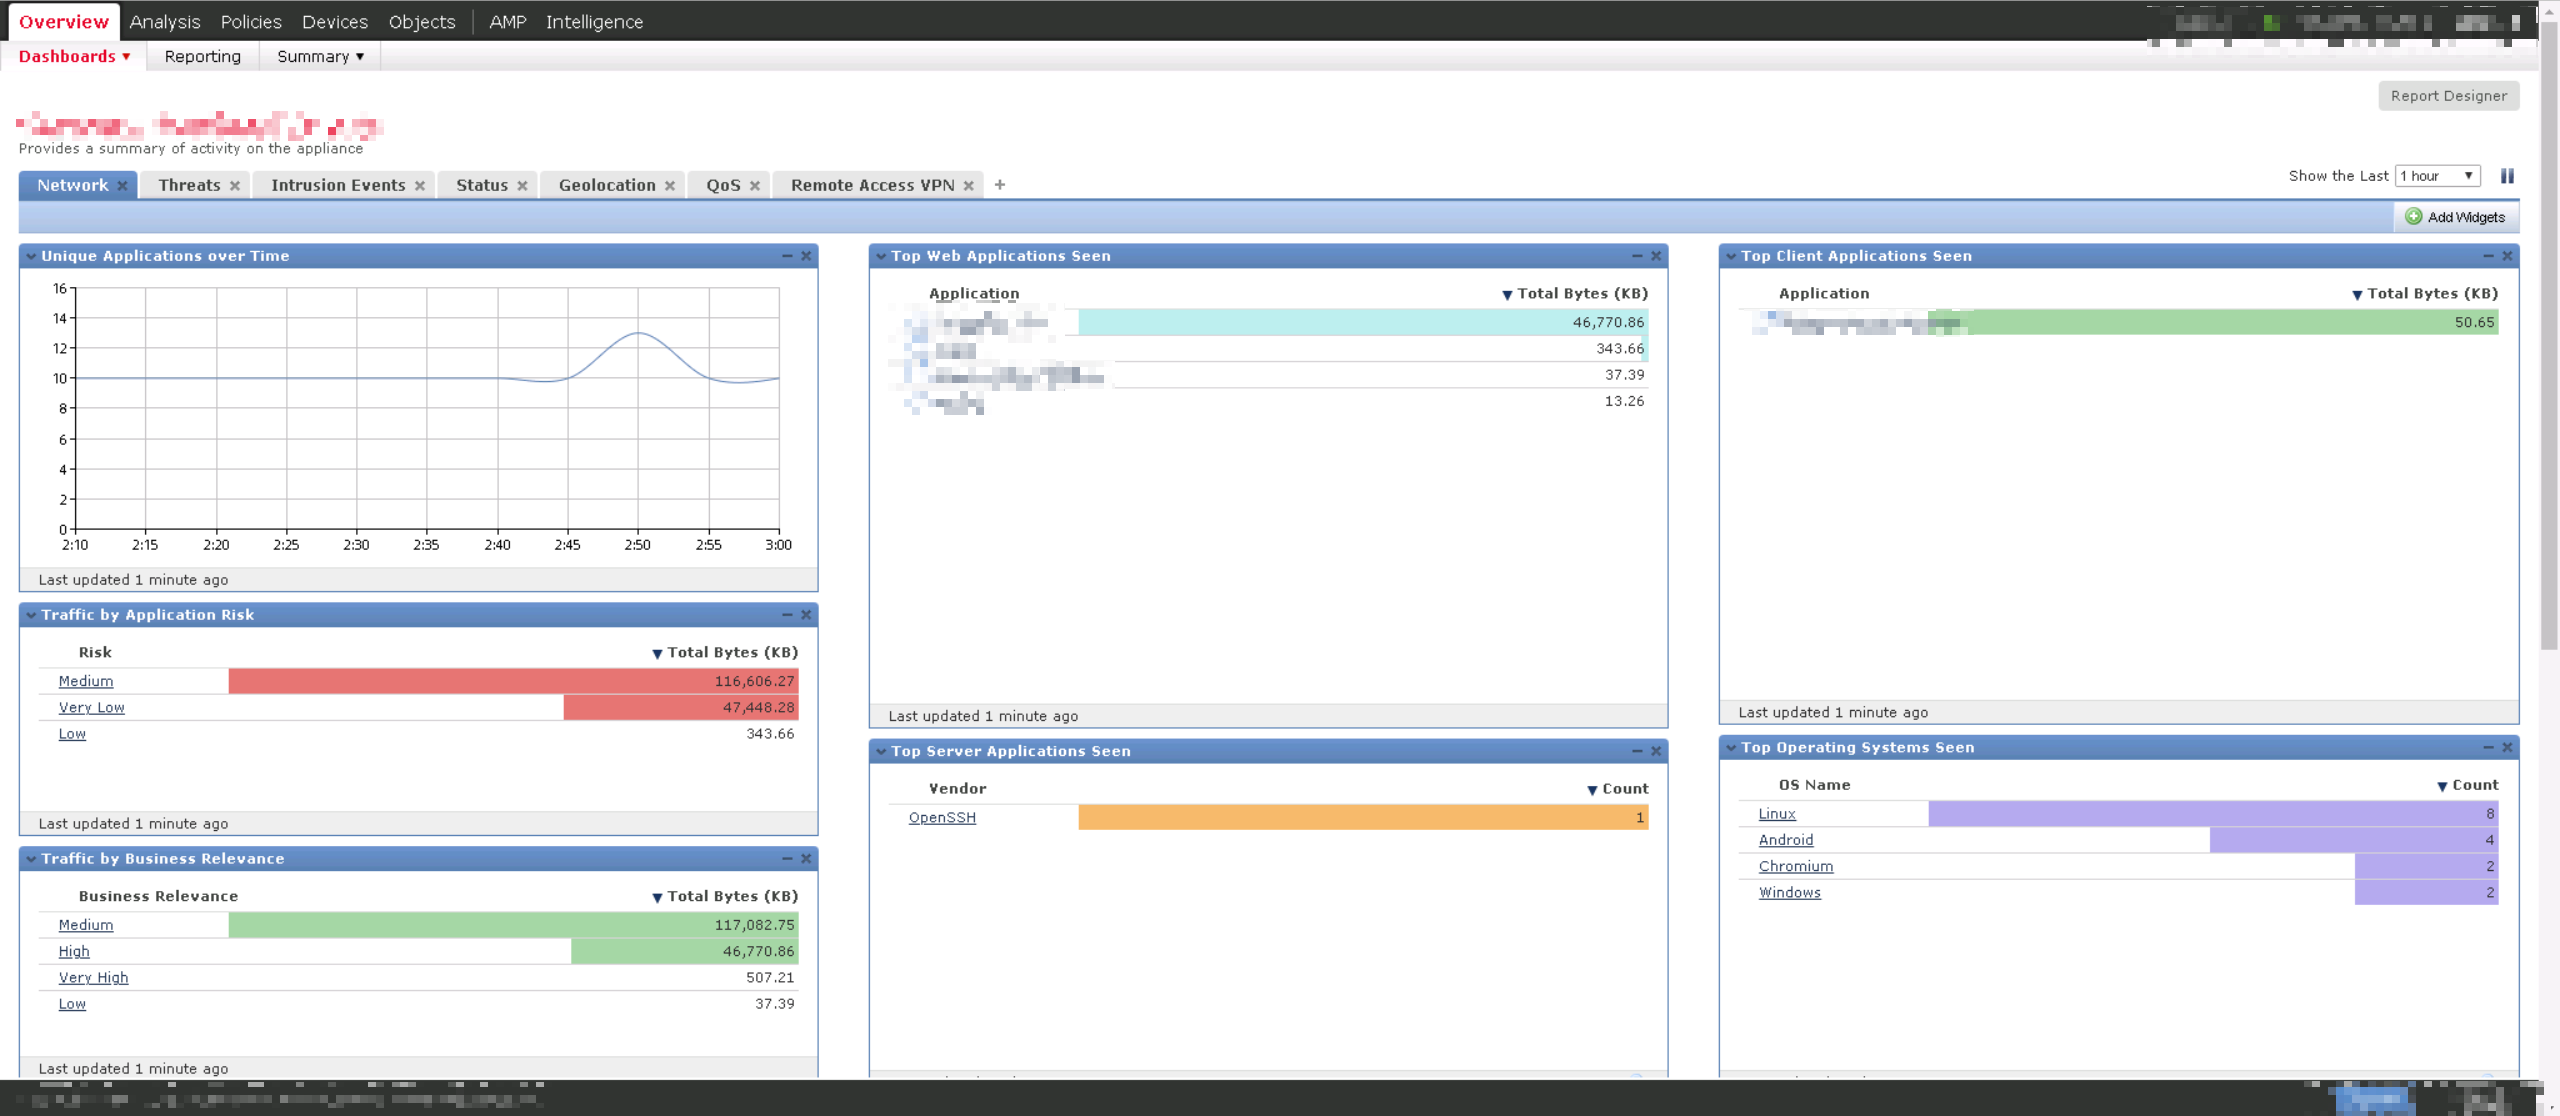 Overview Analysis Policies Devices Objects AMP Intelligence
Dashboards ▼ Reporting Summary ▼
Report Designer
Provides a summary of activity on the appliance
Network × Threats × Intrusion Events × Status × Geolocation × QoS × Remote Access VPN × +
Show the Last 1 hour ▼
Add Widgets
Unique Applications over Time
16
14
12
10
8
6
4
2
0
2:10 2:15 2:20 2:25 2:30 2:35 2:40 2:45 2:50 2:55 3:00
Last updated 1 minute ago
Traffic by Application Risk
Risk ▼ Total Bytes (KB)
Medium 116,606.27
Very Low 47,448.28
Low 343.66
Last updated 1 minute ago
Traffic by Business Relevance
Business Relevance ▼ Total Bytes (KB)
Medium 117,082.75
High 46,770.86
Very High 507.21
Low 37.39
Last updated 1 minute ago
Top Web Applications Seen
Application ▼ Total Bytes (KB)
46,770.86
343.66
37.39
13.26
Last updated 1 minute ago
Top Server Applications Seen
Vendor ▼ Count
OpenSSH 1
Top Client Applications Seen
Application ▼ Total Bytes (KB)
50.65
Last updated 1 minute ago
Top Operating Systems Seen
OS Name ▼ Count
Linux 8
Android 4
Chromium 2
Windows 2